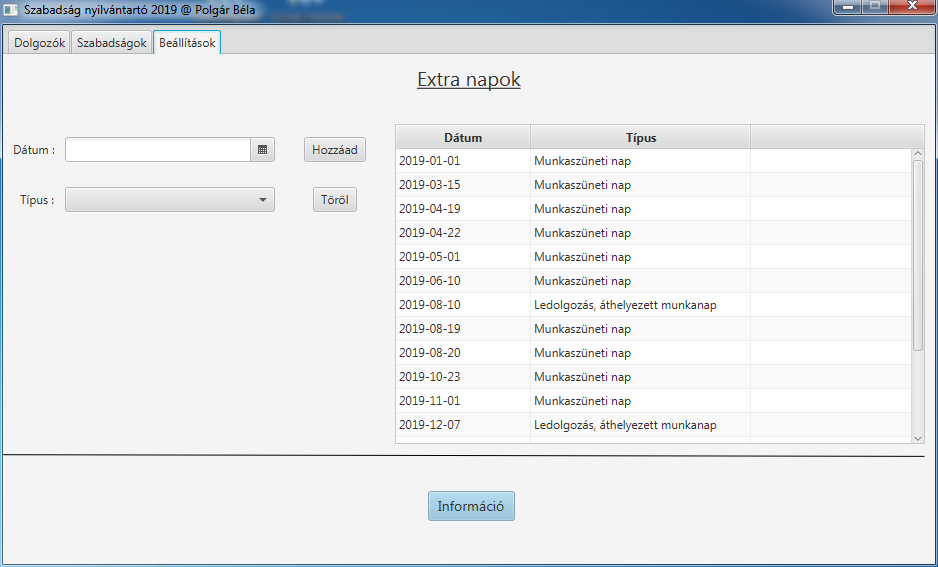 Szabadság nyilvántartó 2019 @ Polgár Béla
Dolgozók Szabadságok Beállítások
Extra napok
Dátum :
Hozzáad
Típus :
Töröl
Dátum Típus
2019-01-01 Munkaszüneti nap
2019-03-15 Munkaszüneti nap
2019-04-19 Munkaszüneti nap
2019-04-22 Munkaszüneti nap
2019-05-01 Munkaszüneti nap
2019-06-10 Munkaszüneti nap
2019-08-10 Ledolgozás, áthelyezett munkanap
2019-08-19 Munkaszüneti nap
2019-08-20 Munkaszüneti nap
2019-10-23 Munkaszüneti nap
2019-11-01 Munkaszüneti nap
2019-12-07 Ledolgozás, áthelyezett munkanap
Információ